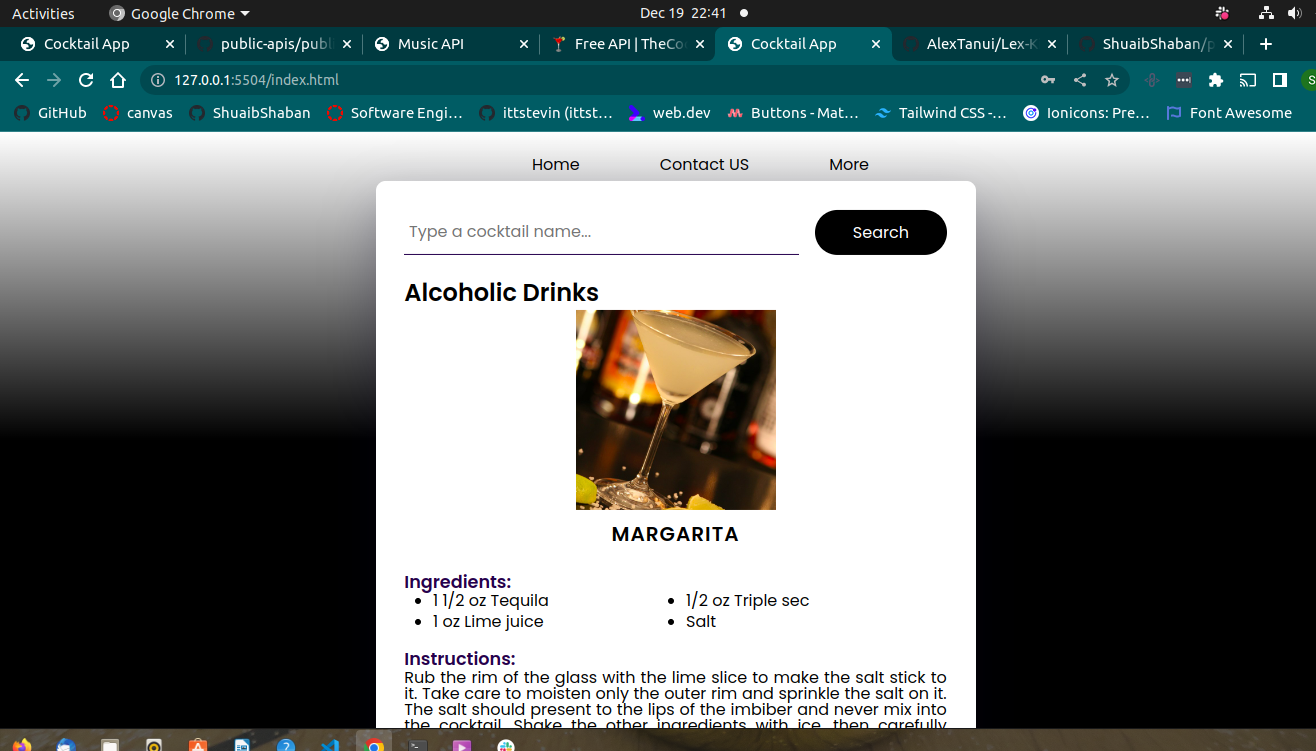 Activities Google Chrome Dec 19 22:41
Cocktail App public-apis/publ Music API Free API | TheCo Cocktail App AlexTanui/Lex-K ShuaibShaban/p
127.0.0.1:5504/index.html S
GitHub canvas ShuaibShaban Software Engi... ittstevin (ittst... web.dev Buttons - Mat... Tailwind CSS -... Ionicons: Pre... Font Awesome
Home Contact US More
Type a cocktail name... Search
Alcoholic Drinks
MARGARITA
Ingredients:
• 1 1/2 oz Tequila • 1/2 oz Triple sec
• 1 oz Lime juice • Salt
Instructions:
Rub the rim of the glass with the lime slice to make the salt stick to
it. Take care to moisten only the outer rim and sprinkle the salt on it.
The salt should present to the lips of the imbiber and never mix into
the cocktail. Shake the other ingredients with ice, then carefully